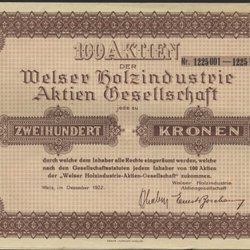 100 AKTIEN
DER
Nr. 1225001 — 1225
Welser Holzindustrie
Aktien Gesellschaft
jede zu
ZWEIHUNDERT KRONEN
durch welche dem Inhaber alle Rechte eingeräumt werden, welche
nach den Gesellschaftsstatuten jedem Inhaber von 100 Aktien
der „Welser Holzindustrie-Aktien-Gesellschaft" zukommen.
Wels, im Dezember 1922.
Welser Holzindustrie
Aktiengesellschaft